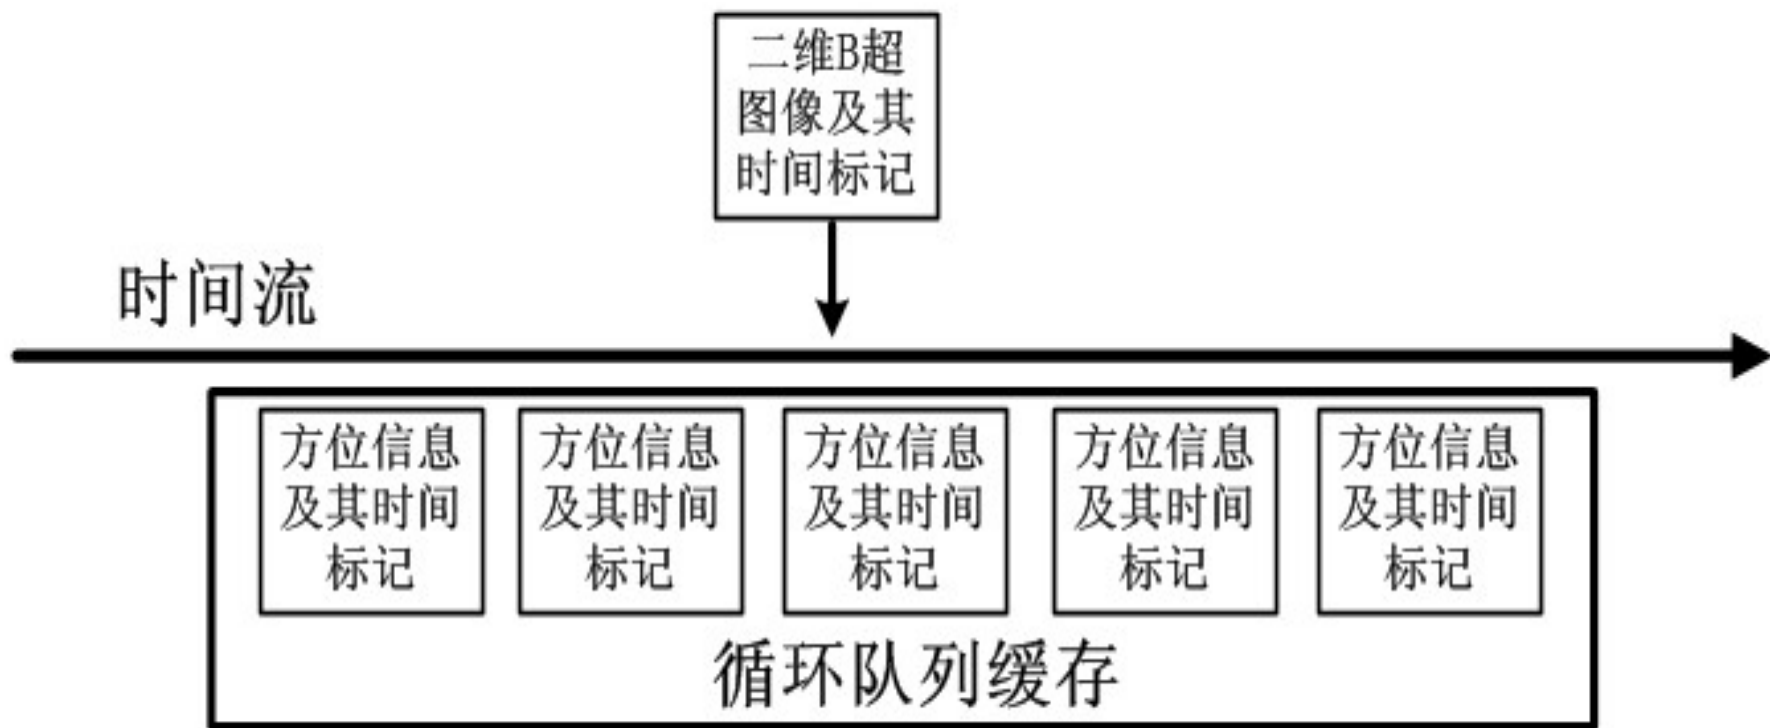 二维B超
图像及其
时间标记
时间流
方位信息
及其时间
标记
方位信息
及其时间
标记
方位信息
及其时间
标记
方位信息
及其时间
标记
方位信息
及其时间
标记
循环队列缓存